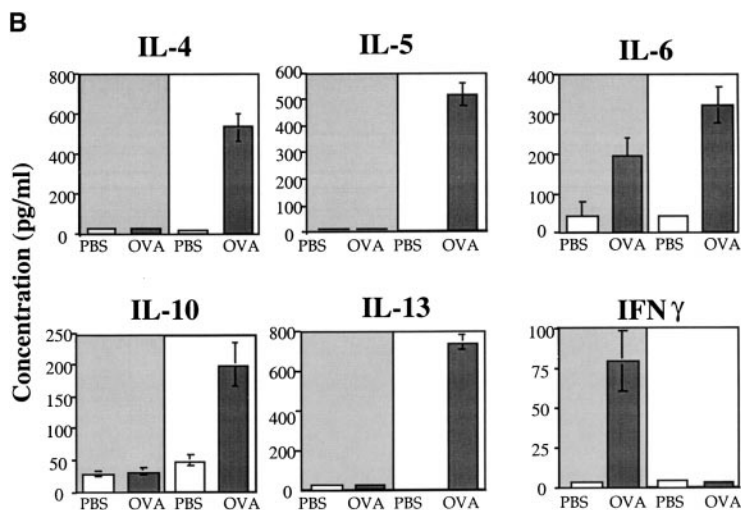 B
IL-4
IL-5
IL-6
Concentration (pg/ml)
800
600
400
200
0
PBS OVA PBS OVA
600
500
400
300
200
100
0
PBS OVA PBS OVA
400
300
200
100
0
PBS OVA PBS OVA
IL-10
IL-13
IFN γ
250
200
150
100
50
0
PBS OVA PBS OVA
800
600
400
200
0
PBS OVA PBS OVA
100
75
50
25
0
PBS OVA PBS OVA